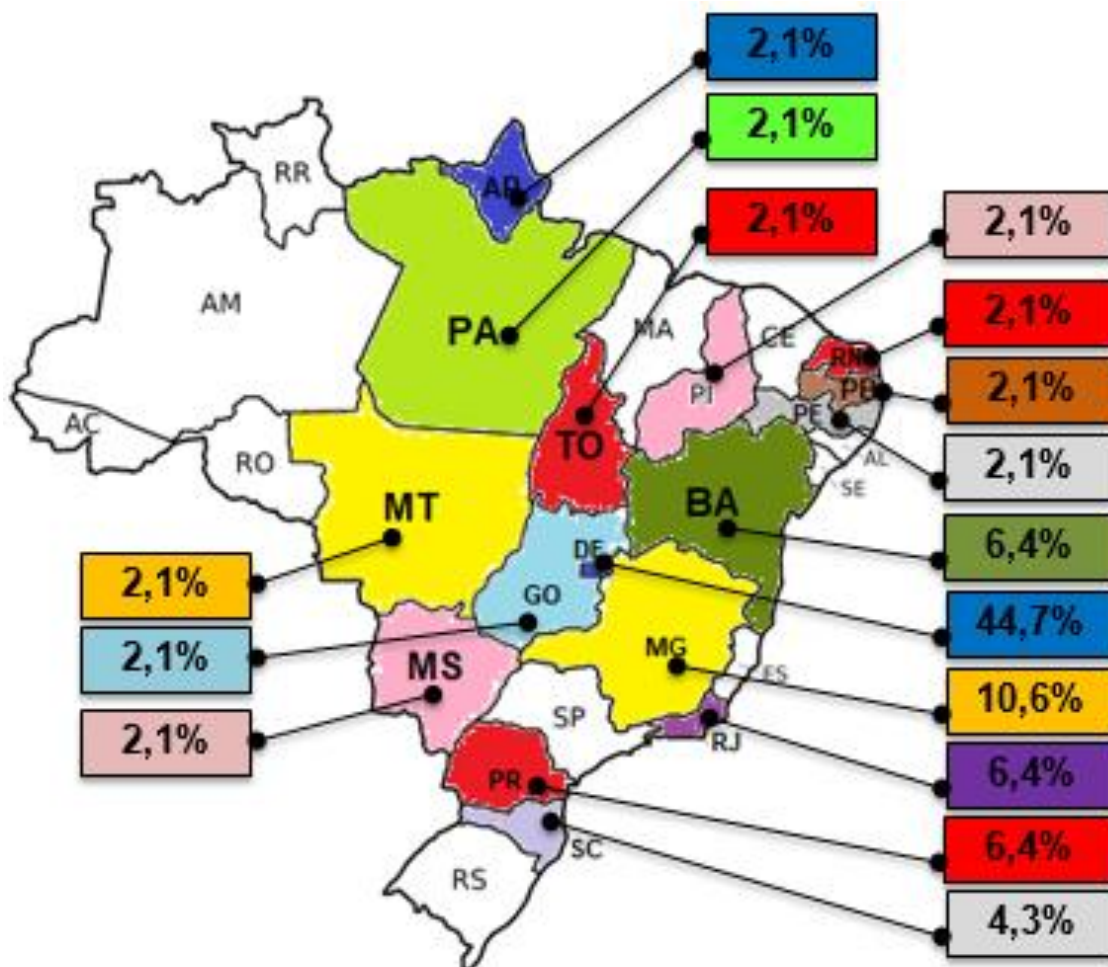 2,1%
2,1%
2,1%
2,1%
2,1%
2,1%
2,1%
6,4%
44,7%
10,6%
6,4%
6,4%
4,3%
2,1%
2,1%
2,1%
RR
AP
AM
PA
MA
CE
RN
PB
PI
PE
AC
RO
TO
AL
SE
MT
BA
DF
GO
MG
ES
MS
SP
RJ
PR
SC
RS